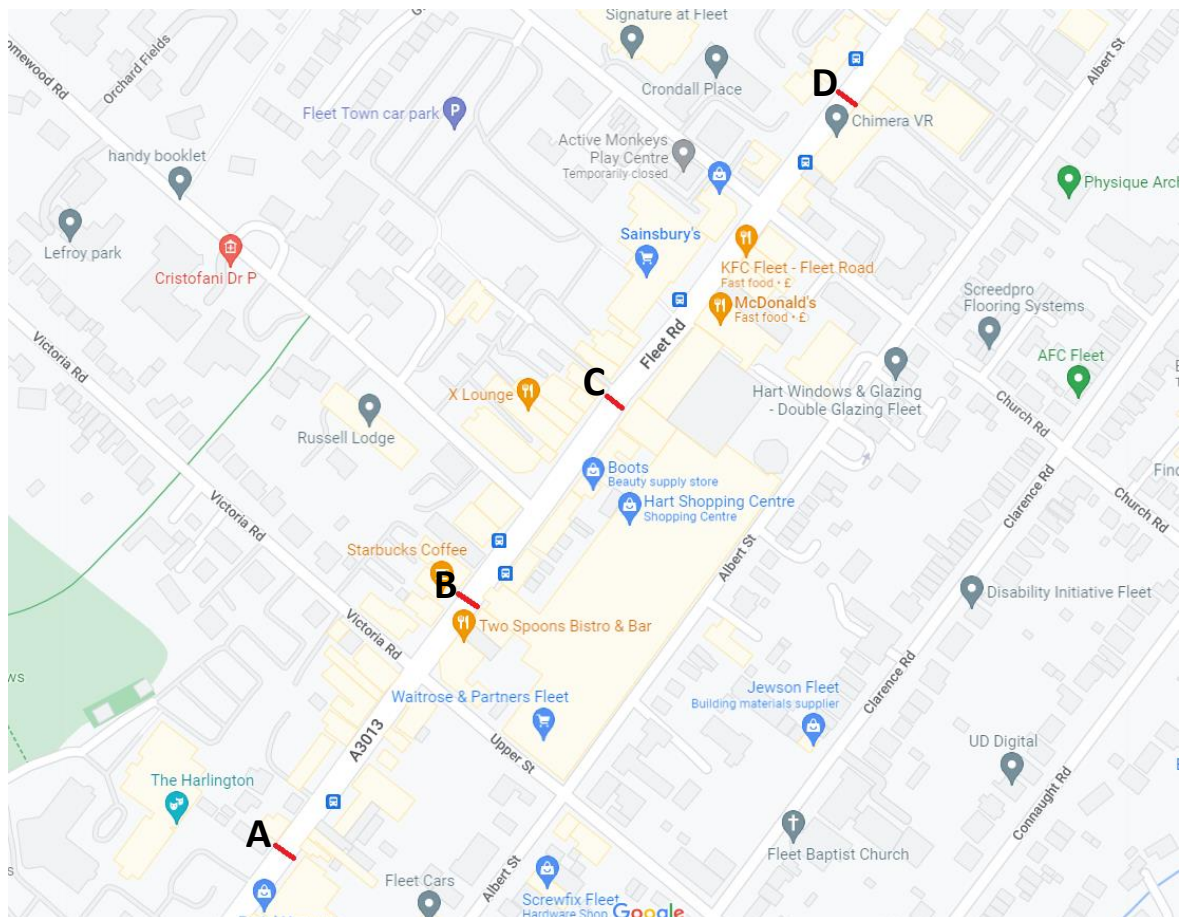 Signature at Fleet
Crondall Place
D
Albert St
omewood Rd
Orchard Fields
Fleet Town car park
P
Chimera VR
handy booklet
Active Monkeys
Play Centre
Temporarily closed
Physique Arch
Lefroy park
Sainsbury's
Cristofani Dr P
KFC Fleet - Fleet Road
Fast food • £
McDonald's
Fast food • £
Screedpro
Flooring Systems
Fleet Rd
Victoria Rd
AFC Fleet
C
X Lounge
Hart Windows & Glazing
- Double Glazing Fleet
Church Rd
Russell Lodge
Boots
Beauty supply store
Hart Shopping Centre
Shopping Centre
Clarence Rd
Church Rd
Find
Victoria Rd
Starbucks Coffee
Albert St
B
Disability Initiative Fleet
Two Spoons Bistro & Bar
Victoria Rd
ws
Waitrose & Partners Fleet
Jewson Fleet
Building materials supplier
Clarence Rd
A3013
Upper St
UD Digital
The Harlington
Connaught Rd
A
Fleet Baptist Church
Albert St
Fleet Cars
Screwfix Fleet
Hardware Shop
Google